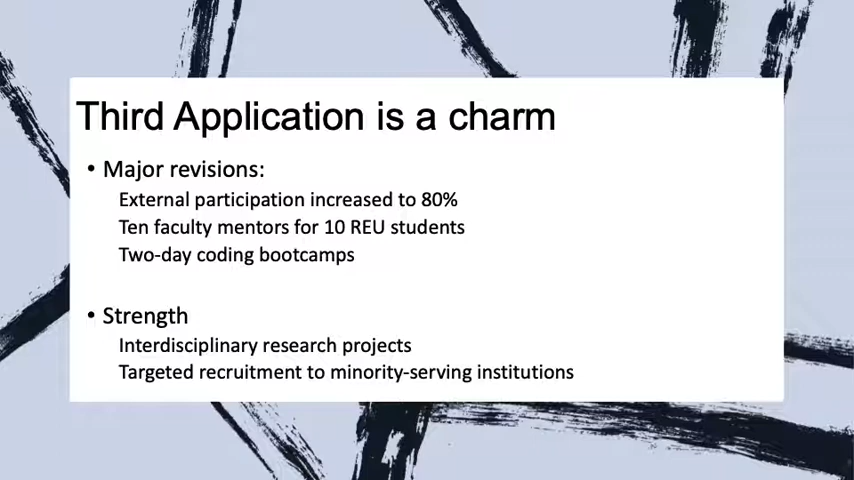 Third Application is a charm
• Major revisions:
External participation increased to 80%
Ten faculty mentors for 10 REU students
Two-day coding bootcamps
• Strength
Interdisciplinary research projects
Targeted recruitment to minority-serving institutions